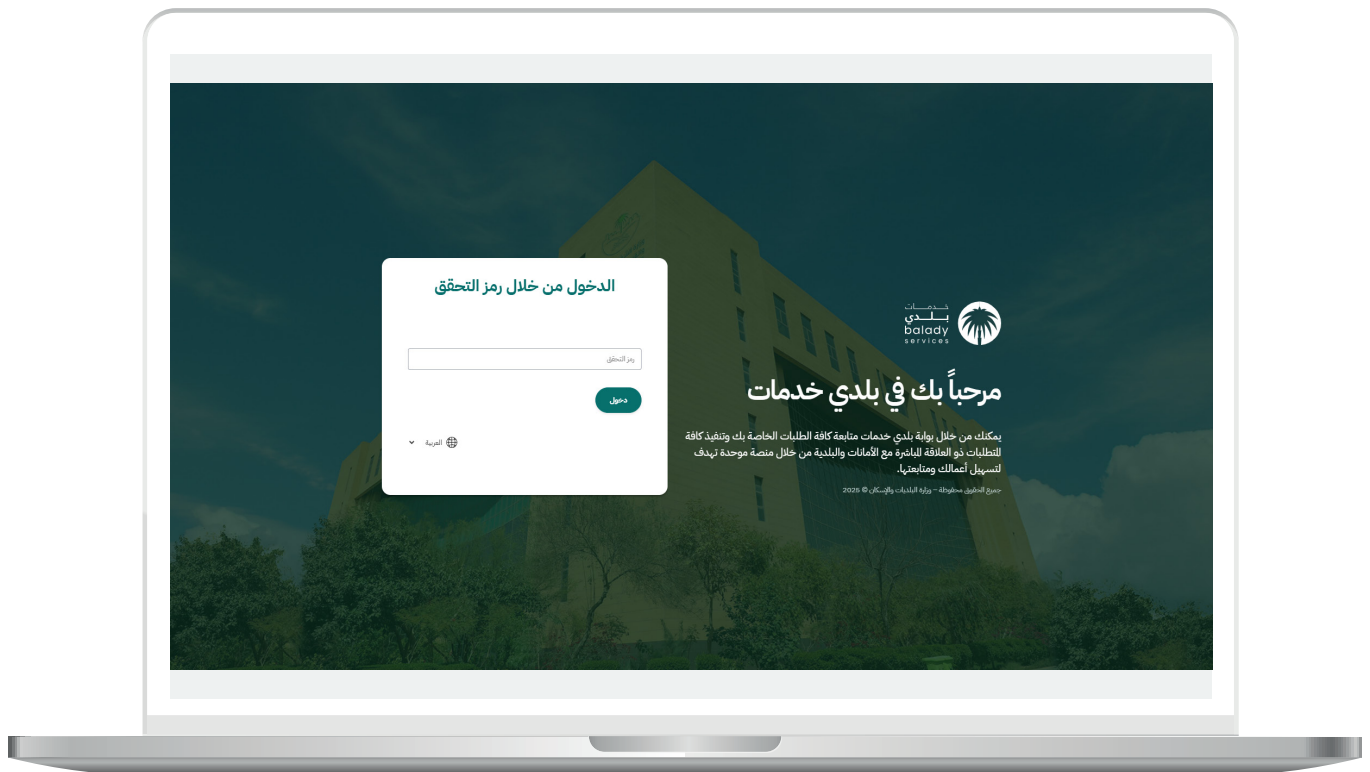 خدمات
بلدي
balady
services
مرحباً بك في بلدي خدمات
يمكنك من خلال بوابة بلدي خدمات متابعة كافة الطلبات الخاصة بك وتنفيذ كافة
المتطلبات ذو العلاقة المباشرة مع الأمانات والبلدية من خلال منصة موحدة تهدف
لتسهيل أعمالك ومتابعتها.
جميع الحقوق محفوظة – وزارة البلديات والإسكان © 2025
الدخول من خلال رمز التحقق
رمز التحقق
دخول
العربية